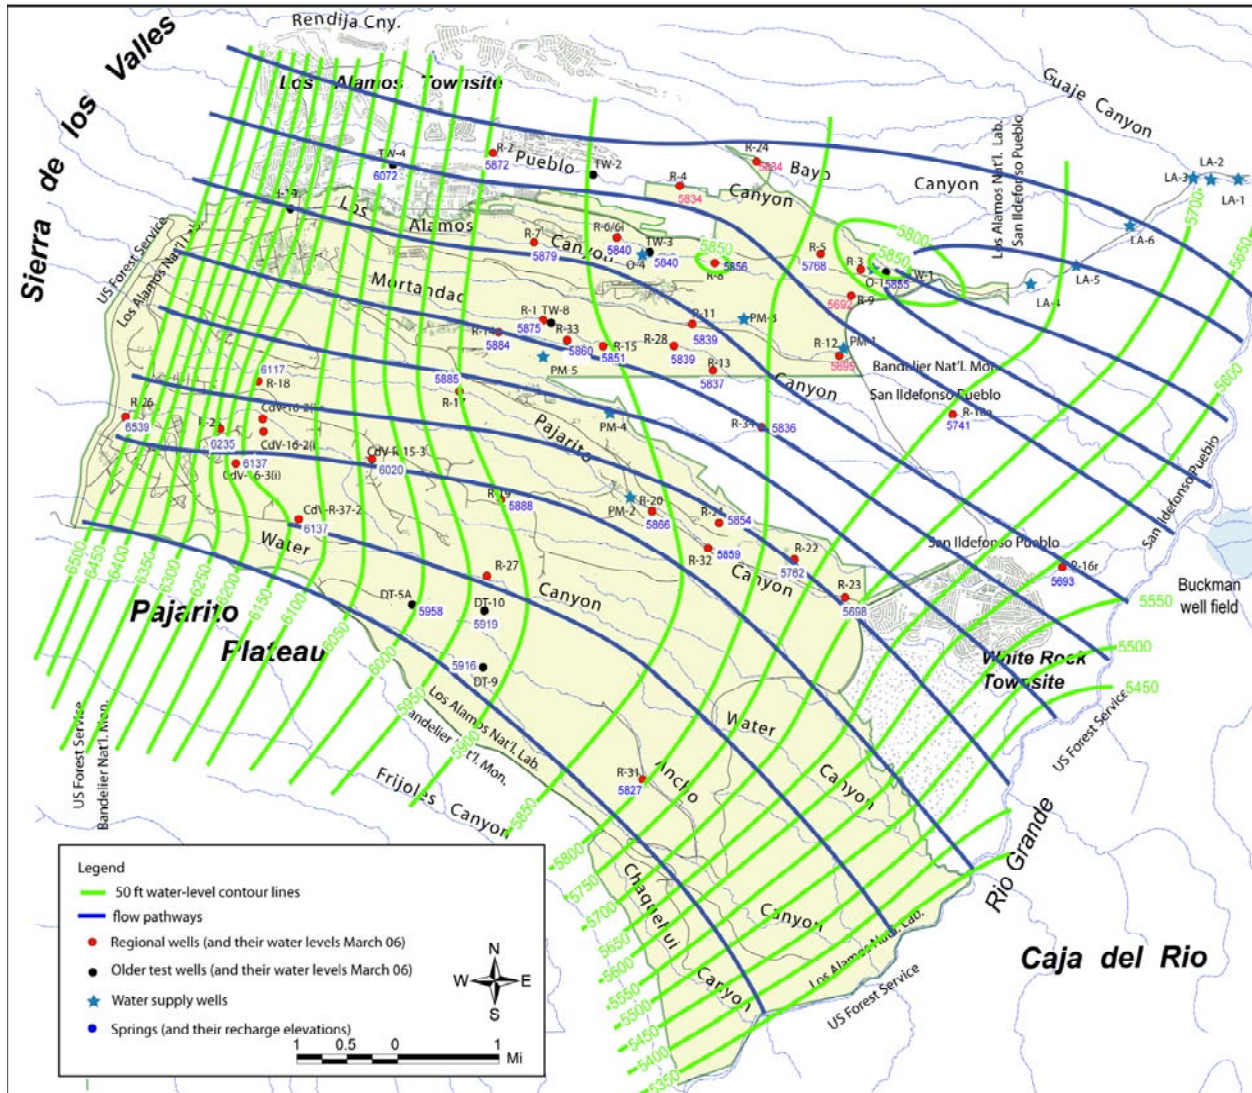 Rendija Cny.
Sierra de los Valles
Los Alamos Townsite
Guaje Canyon
R-2
5872
Pueblo
TW-4
6072
TW-2
R-24
5834
Bayo
Canyon
R-4
5834
Canyon
Los Alamos Nat'l. Lab.
San Ildefonso Pueblo
LA-3
LA-2
LA-1
5700
LA-6
LA-5
LA-4
Los
Alamos
Canyon
R-7
5879
R-6/6i
5840
TW-3
5840
O-4
5850
5856
R-8
R-5
5768
5800
5850
R-3
O-1
5855
R-9
5692
US Forest Service
Los Alamos Nat'l. Lab.
Mortandad
R-1
TW-8
5875
R-33
5860
5884
R-15
5851
R-28
5839
R-11
5839
PM-3
R-13
5837
R-12
5695
PM-1
PM-5
Canyon
Bandelier Nat'l. Mon.
San Ildefonso Pueblo
5600
6117
R-18
5885
R-17
R-26
6539
6235
CdV-16-2(i)
6137
CdV-16-3(i)
CdV-R-15-3
6020
PM-4
Pajarito
R-34
5836
5741
San Ildefonso Pueblo
R-19
5888
PM-2
R-20
5866
R-21
5854
R-32
5859
Canyon
R-22
5762
R-23
5698
San Ildefonso Pueblo
R-16r
5693
Buckman
well field
CdV-R-37-2
6137
Water
Canyon
R-27
DT-5A
5958
DT-10
5919
5916
DT-9
6500
6450
6400
6350
6300
6250
6200
6150
6100
6050
6000
5950
5900
5850
5800
5750
5700
5650
5600
5550
5500
5450
5400
5350
5550
5500
5450
Pajarito
Plateau
White Rock
Townsite
US Forest Service
US Forest Service
Bandelier Nat'l. Mon.
Los Alamos Nat'l. Lab.
Bandelier Nat'l. Mon.
Frijoles Canyon
R-31
5827
Ancho
Canyon
Water
Canyon
Chaquehui
Canyon
Los Alamos Nat'l. Lab.
US Forest Service
Rio Grande
Caja del Rio
Legend
50 ft water-level contour lines
flow pathways
Regional wells (and their water levels March 06)
Older test wells (and their water levels March 06)
Water supply wells
Springs (and their recharge elevations)
N
W E
S
1 0.5 0 1
Mi